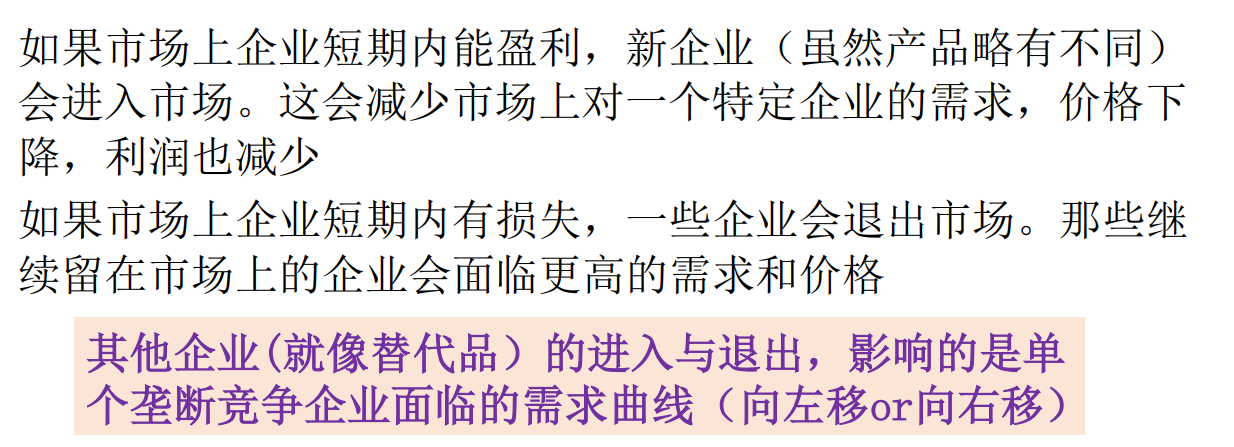 如果市场上企业短期内能盈利，新企业（虽然产品略有不同）
会进入市场。这会减少市场上对一个特定企业的需求，价格下
降，利润也减少
如果市场上企业短期内有损失，一些企业会退出市场。那些继
续留在市场上的企业会面临更高的需求和价格
其他企业(就像替代品）的进入与退出，影响的是单
个垄断竞争企业面临的需求曲线（向左移or向右移）